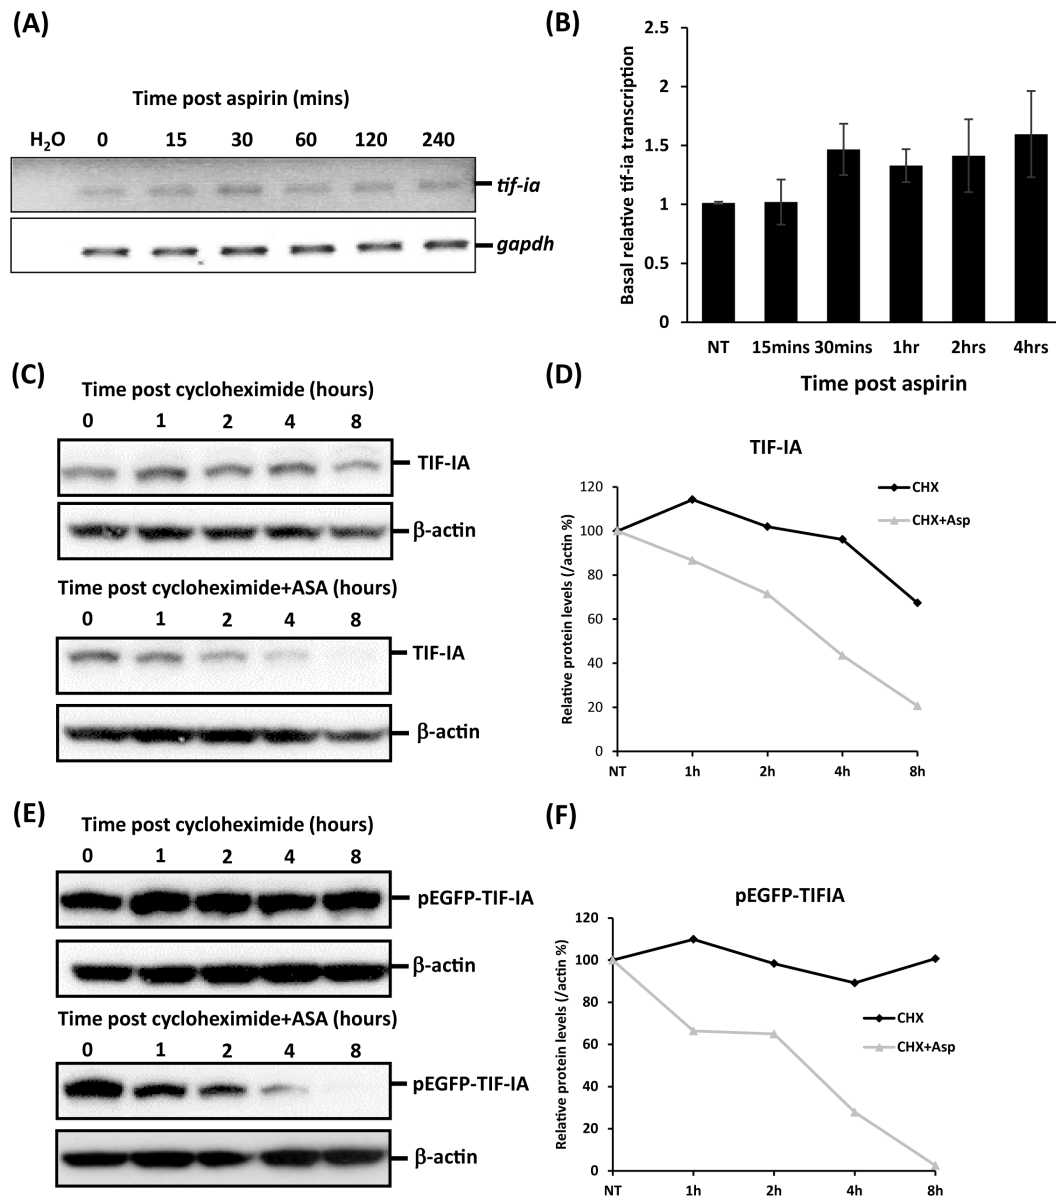 (A)
Time post aspirin (mins)
H₂O 0 15 30 60 120 240
tif-ia
gapdh
(B)
Basal relative tif-ia transcription
2.5
2
1.5
1
0.5
0
NT 15mins 30mins 1hr 2hrs 4hrs
Time post aspirin
(C)
Time post cycloheximide (hours)
0 1 2 4 8
TIF-IA
β-actin
Time post cycloheximide+ASA (hours)
0 1 2 4 8
TIF-IA
β-actin
(D)
TIF-IA
Relative protein levels (/actin %)
120
100
80
60
40
20
0
NT 1h 2h 4h 8h
CHX
CHX+Asp
(E)
Time post cycloheximide (hours)
0 1 2 4 8
pEGFP-TIF-IA
β-actin
Time post cycloheximide+ASA (hours)
0 1 2 4 8
pEGFP-TIF-IA
β-actin
(F)
pEGFP-TIFIA
Relative protein levels (/actin %)
120
100
80
60
40
20
0
NT 1h 2h 4h 8h
CHX
CHX+Asp